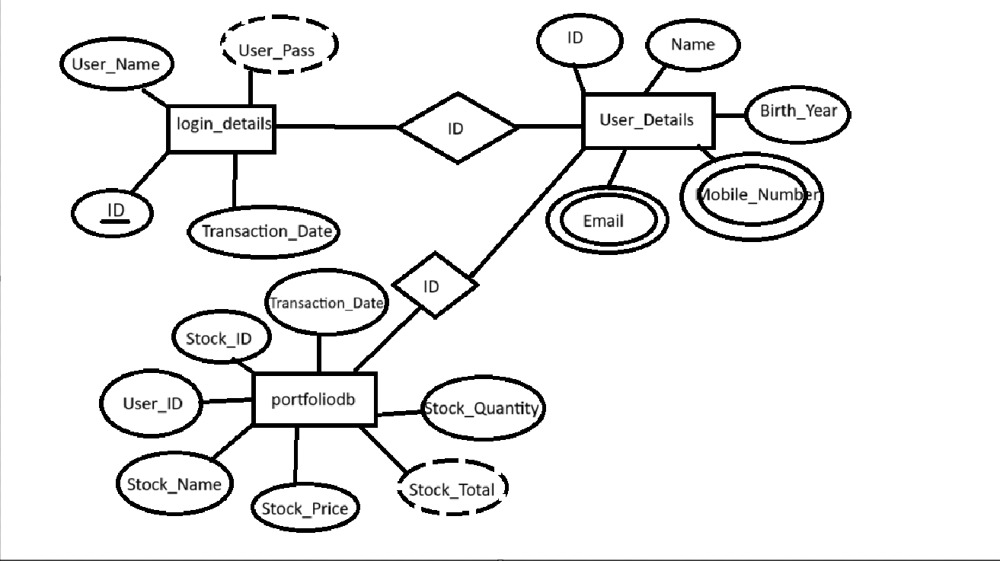 User_Name
User_Pass
login_details
ID
Transaction_Date
ID
ID
Name
User_Details
Birth_Year
Mobile_Number
Email
ID
Transaction_Date
Stock_ID
User_ID
portfoliodb
Stock_Quantity
Stock_Name
Stock_Price
Stock_Total